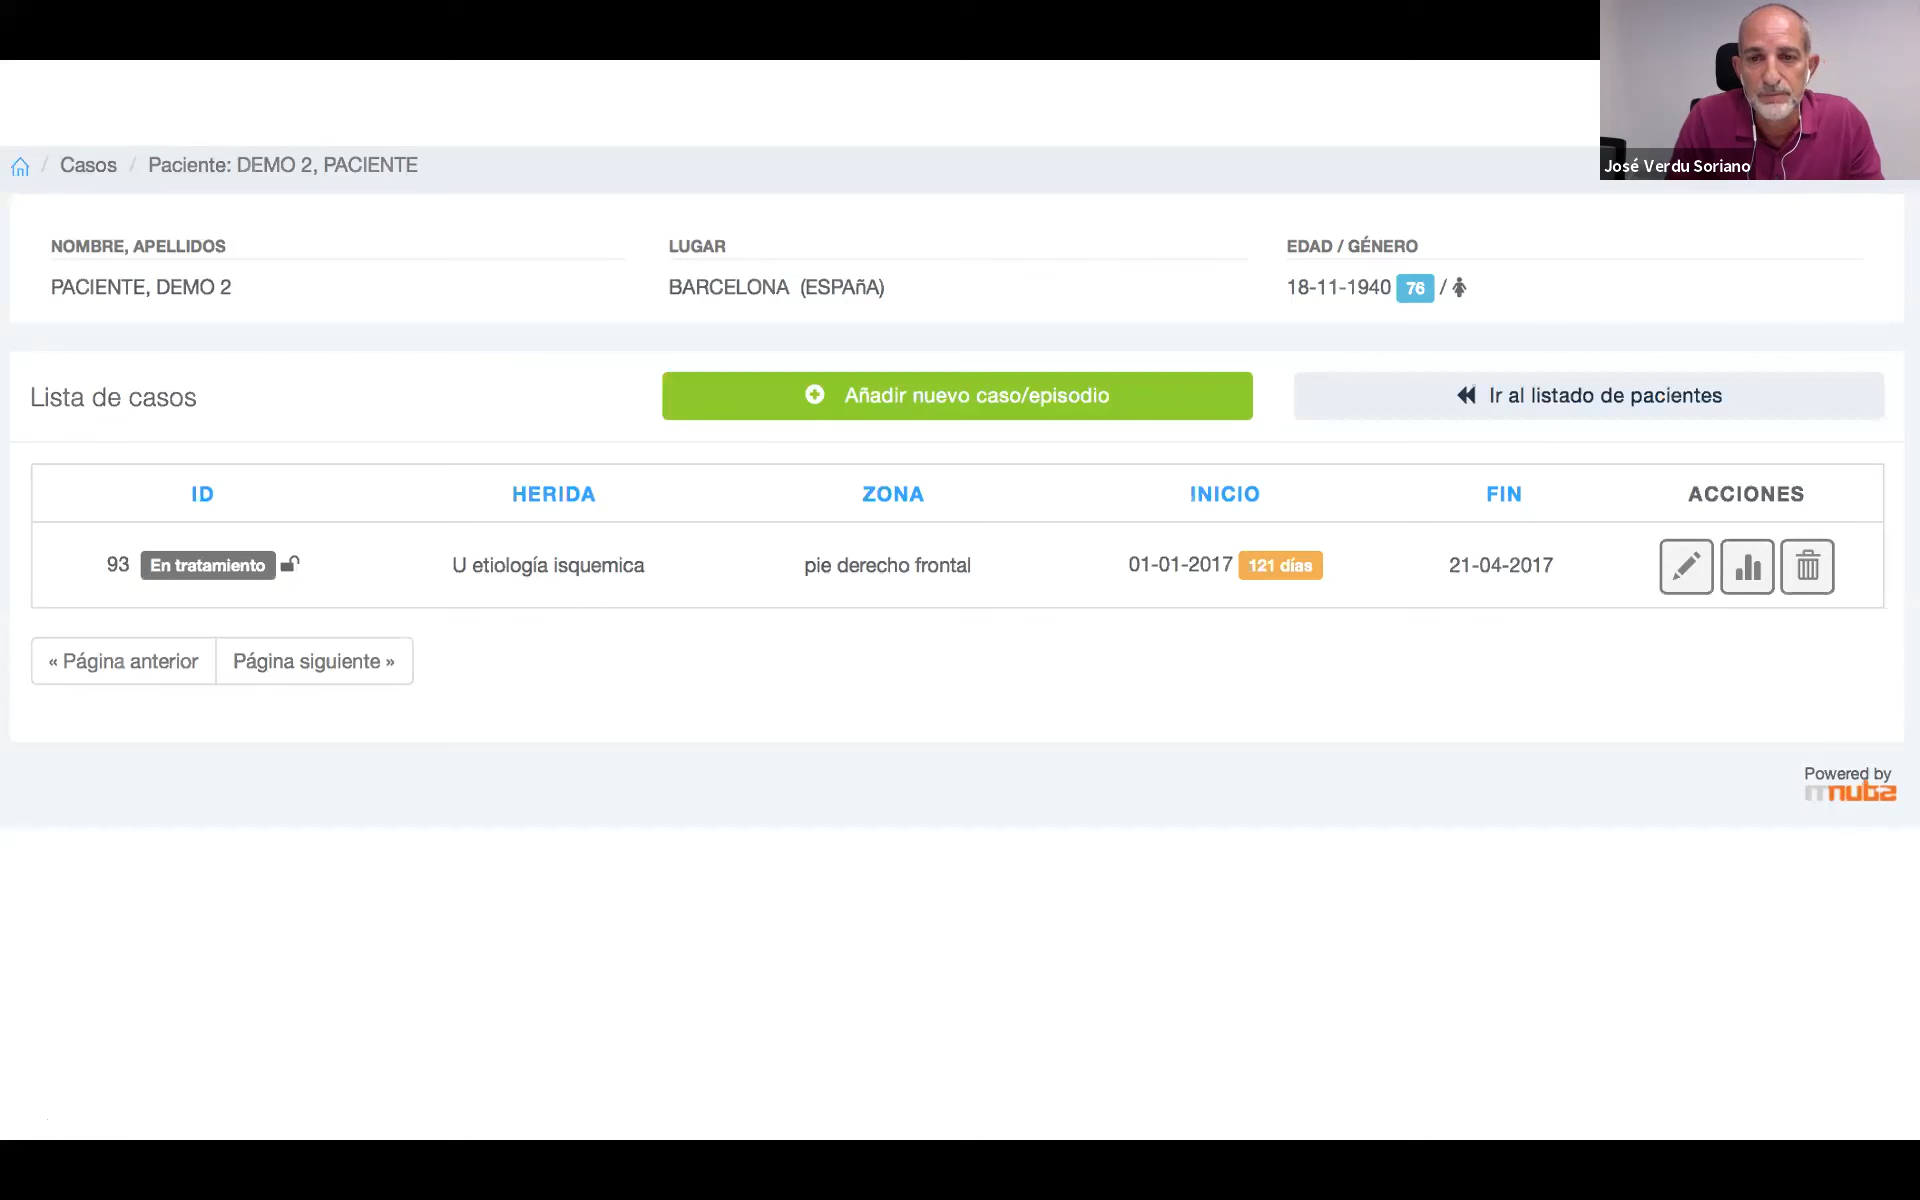 José Verdu Soriano
/ Casos / Paciente: DEMO 2, PACIENTE
NOMBRE, APELLIDOS
PACIENTE, DEMO 2
LUGAR
BARCELONA (ESPAñA)
EDAD / GÉNERO
18-11-1940 76 /
Lista de casos
Añadir nuevo caso/episodio
Ir al listado de pacientes
ID HERIDA ZONA INICIO FIN ACCIONES
93 En tratamiento U etiología isquemica pie derecho frontal 01-01-2017 121 días 21-04-2017
« Página anterior Página siguiente »
Powered by